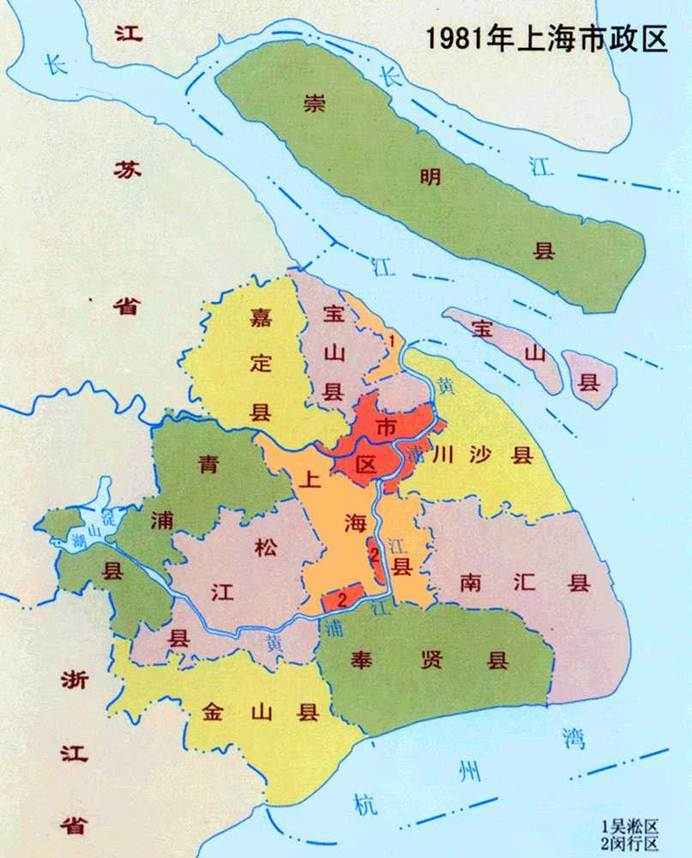 1981年上海市政区
江
苏
省
长
江
长
江
崇
明
县
宝
山
县
嘉
定
县
宝
山
县
1
黄
浦
江
市
区
川沙县
青
浦
县
上
海
县
淀
山
湖
松
江
县
2
2
南汇县
黄
浦
江
奉贤县
金山县
浙
江
省
杭
州
湾
1吴淞区
2闵行区